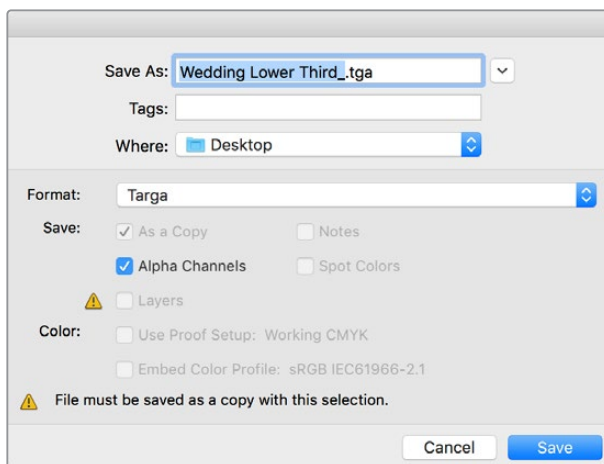 Save As: Wedding Lower Third_.tga
Tags:
Where: Desktop
Format: Targa
Save: As a Copy Notes
Alpha Channels Spot Colors
Layers
Color: Use Proof Setup: Working CMYK
Embed Color Profile: sRGB IEC61966-2.1
File must be saved as a copy with this selection.
Cancel Save